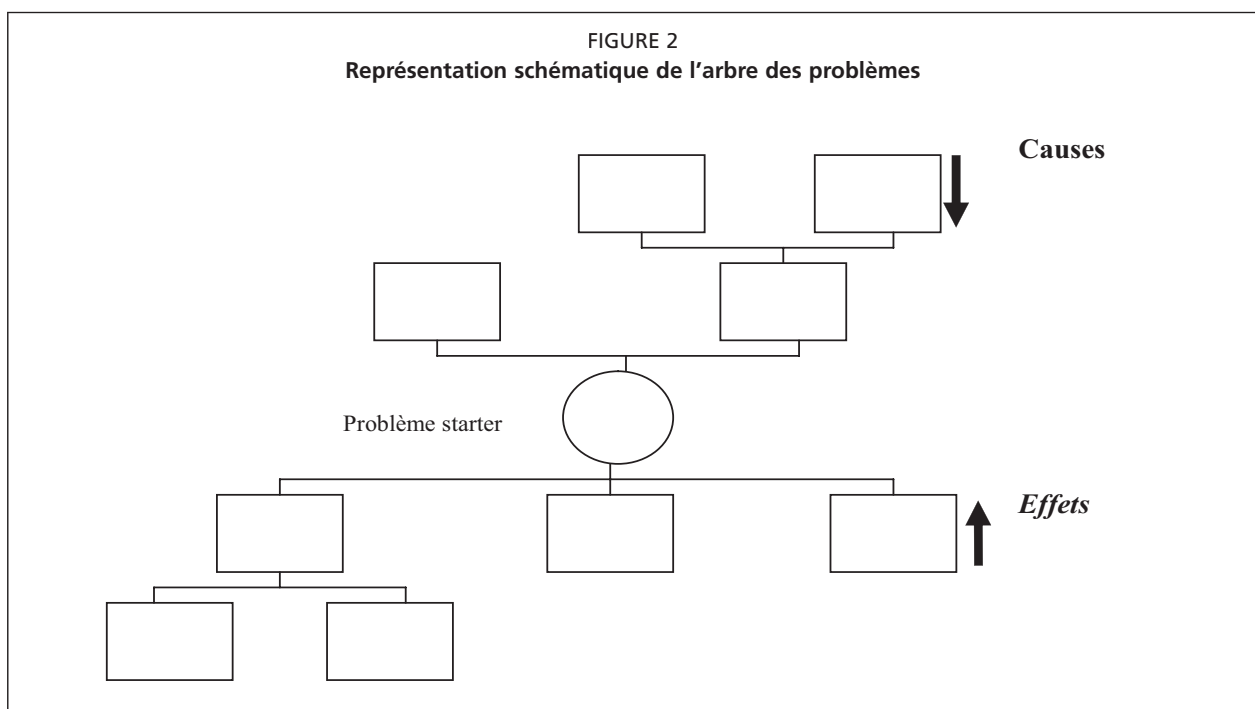 FIGURE 2
Représentation schématique de l’arbre des problèmes
Causes
Problème starter
Effets